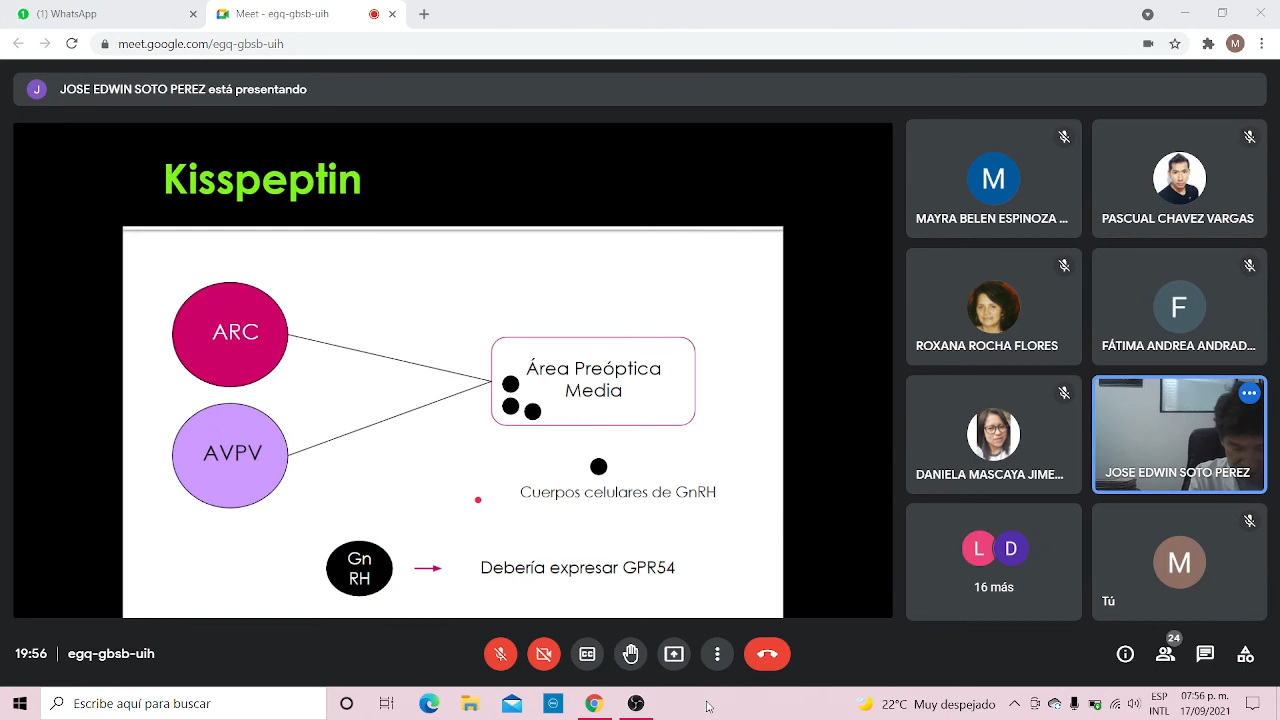 (1) WhatsApp
Meet - egq-gbsb-uih
meet.google.com/egq-gbsb-uih
M
J
JOSE EDWIN SOTO PEREZ está presentando
Kisspeptin
ARC
AVPV
Área Preóptica
Media
Cuerpos celulares de GnRH
Gn
RH
Debería expresar GPR54
M
MAYRA BELEN ESPINOZA ...
PASCUAL CHAVEZ VARGAS
ROXANA ROCHA FLORES
F
FÁTIMA ANDREA ANDRAD...
DANIELA MASCAYA JIME...
JOSE EDWIN SOTO PEREZ
L D
16 más
M
Tú
19:56 | egq-gbsb-uih
24
Escribe aquí para buscar
22°C Muy despejado
ESP
INTL
07:56 p. m.
17/09/2021